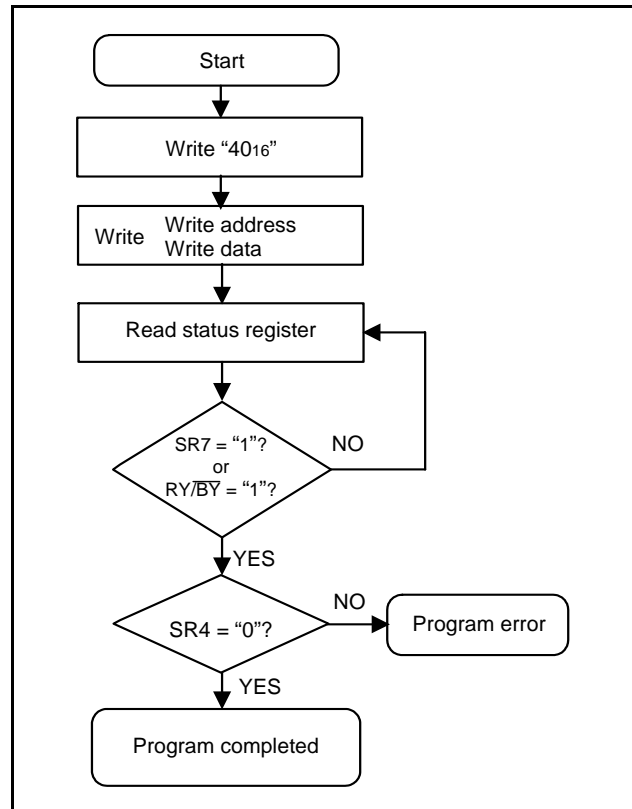 Start
Write “40₁₆”
Write
Write address
Write data
Read status register
SR7 = “1”?
or
RY/B̅Y̅ = “1”?
NO
YES
SR4 = “0”?
NO
Program error
YES
Program completed